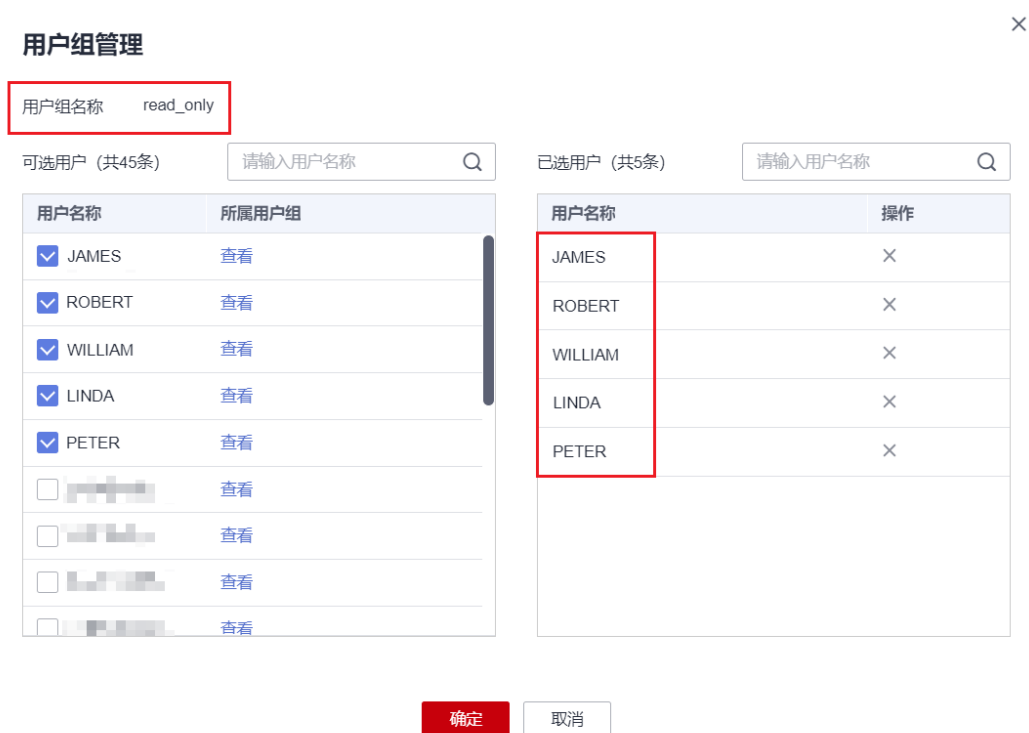 用户组管理
用户组名称 read_only
可选用户（共45条） 请输入用户名称
用户名称 所属用户组
JAMES 查看
ROBERT 查看
WILLIAM 查看
LINDA 查看
PETER 查看
查看
查看
查看
查看
已选用户（共5条） 请输入用户名称
用户名称 操作
JAMES
ROBERT
WILLIAM
LINDA
PETER
确定 取消